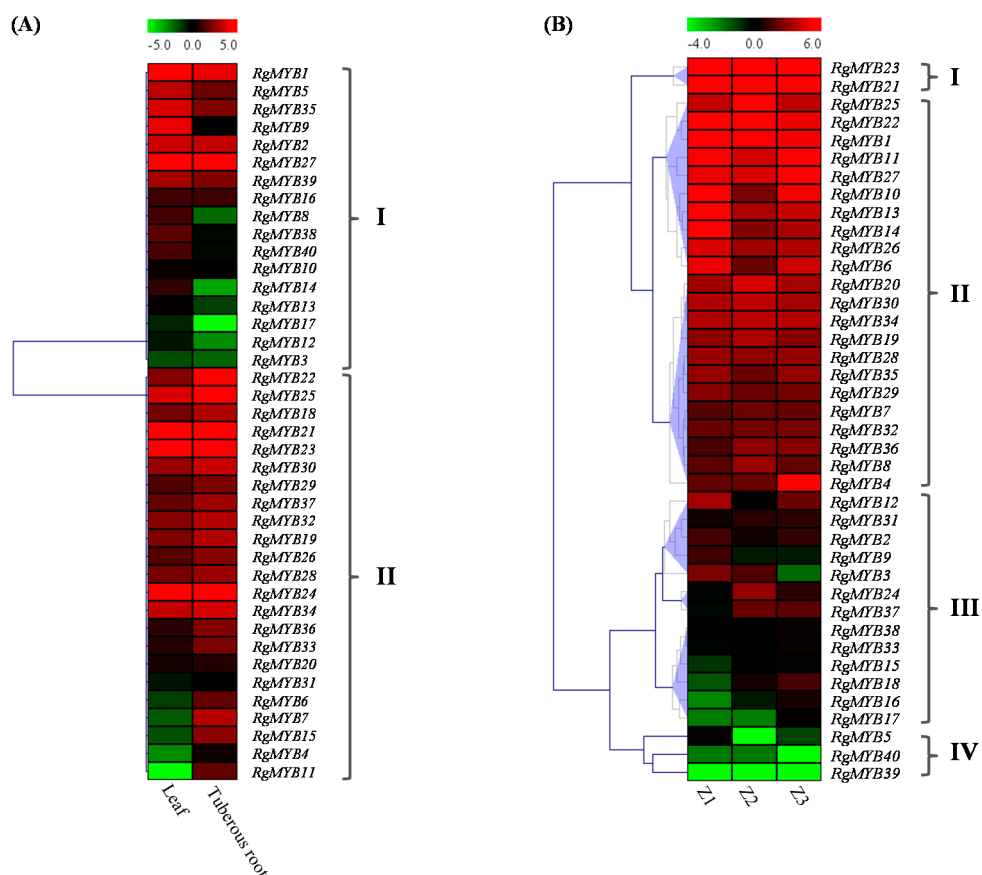 (A)
-5.0 0.0 5.0
RgMYB1
RgMYB5
RgMYB35
RgMYB9
RgMYB2
RgMYB27
RgMYB39
RgMYB16
RgMYB8
RgMYB38
RgMYB40
RgMYB10
RgMYB14
RgMYB13
RgMYB17
RgMYB12
RgMYB3
RgMYB22
RgMYB25
RgMYB18
RgMYB21
RgMYB23
RgMYB30
RgMYB29
RgMYB37
RgMYB32
RgMYB19
RgMYB26
RgMYB28
RgMYB24
RgMYB34
RgMYB36
RgMYB33
RgMYB20
RgMYB31
RgMYB6
RgMYB7
RgMYB15
RgMYB4
RgMYB11
I
II
Leaf
Tuberous root
(B)
-4.0 0.0 6.0
RgMYB23
RgMYB21
RgMYB25
RgMYB22
RgMYB1
RgMYB11
RgMYB27
RgMYB10
RgMYB13
RgMYB14
RgMYB26
RgMYB6
RgMYB20
RgMYB30
RgMYB34
RgMYB19
RgMYB28
RgMYB35
RgMYB29
RgMYB7
RgMYB32
RgMYB36
RgMYB8
RgMYB4
RgMYB12
RgMYB31
RgMYB2
RgMYB9
RgMYB3
RgMYB24
RgMYB37
RgMYB38
RgMYB33
RgMYB15
RgMYB18
RgMYB16
RgMYB17
RgMYB5
RgMYB40
RgMYB39
I
II
III
IV
Z1
Z2
Z3